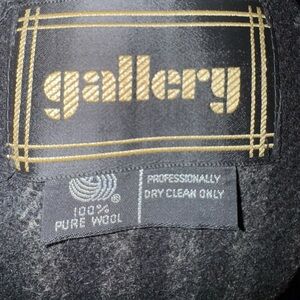 gallery
®
100%
PURE WOOL
PROFESSIONALLY
DRY CLEAN ONLY